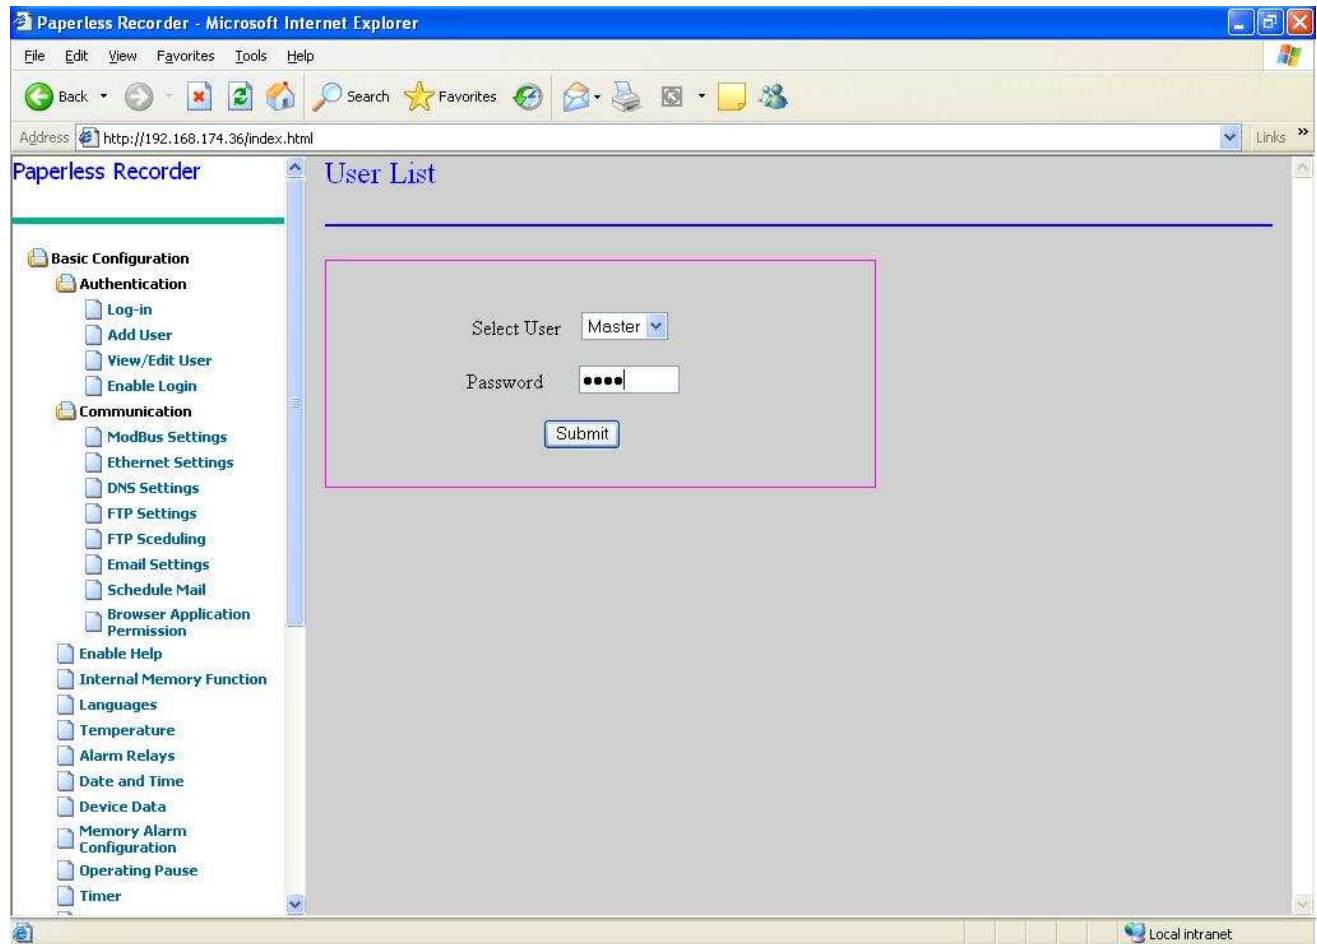 Paperless Recorder - Microsoft Internet Explorer
File Edit View Favorites Tools Help
Back Search Favorites
Address http://192.168.174.36/index.html Links »
Paperless Recorder
Basic Configuration
Authentication
Log-in
Add User
View/Edit User
Enable Login
Communication
ModBus Settings
Ethernet Settings
DNS Settings
FTP Settings
FTP Sceduling
Email Settings
Schedule Mail
Browser Application
Permission
Enable Help
Internal Memory Function
Languages
Temperature
Alarm Relays
Date and Time
Device Data
Memory Alarm
Configuration
Operating Pause
Timer
User List
Select User Master
Password ••••
Submit
Local intranet